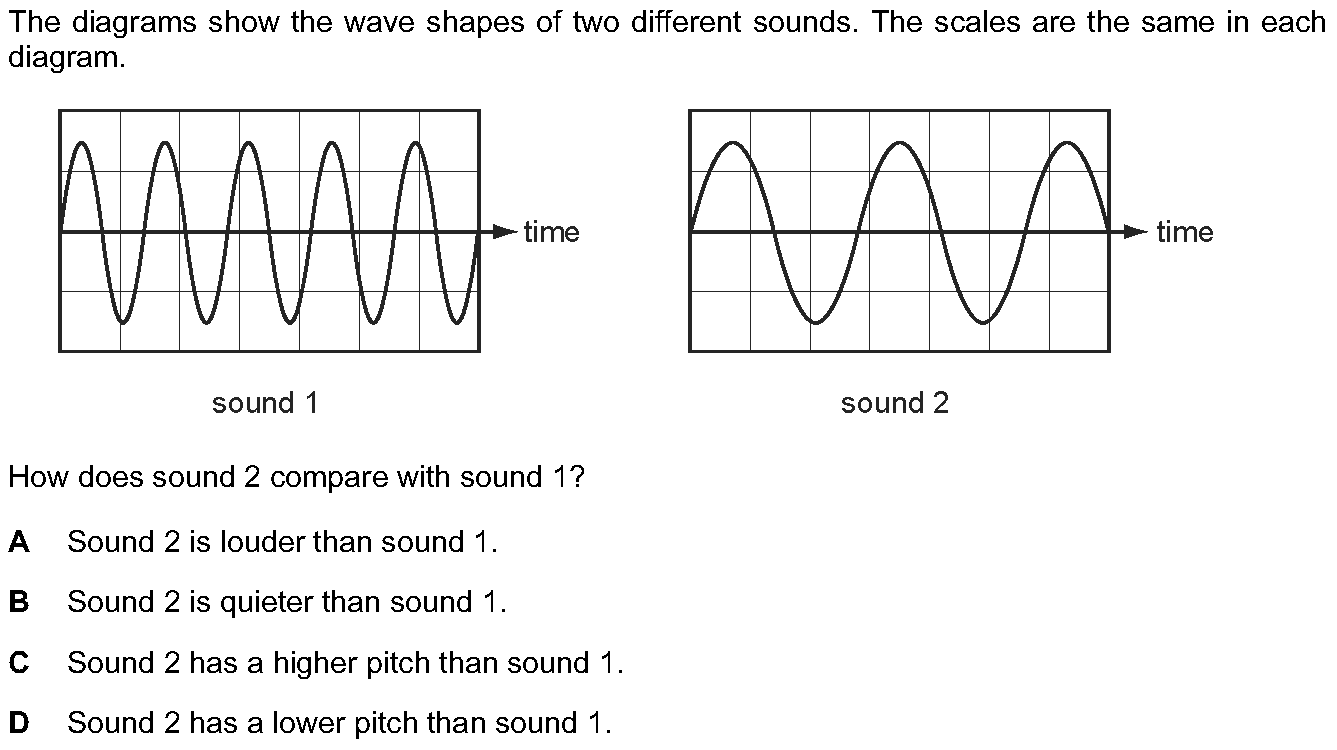 The diagrams show the wave shapes of two different sounds. The scales are the same in each
diagram.
time
time
sound 1
sound 2
How does sound 2 compare with sound 1?
A Sound 2 is louder than sound 1.
B Sound 2 is quieter than sound 1.
C Sound 2 has a higher pitch than sound 1.
D Sound 2 has a lower pitch than sound 1.